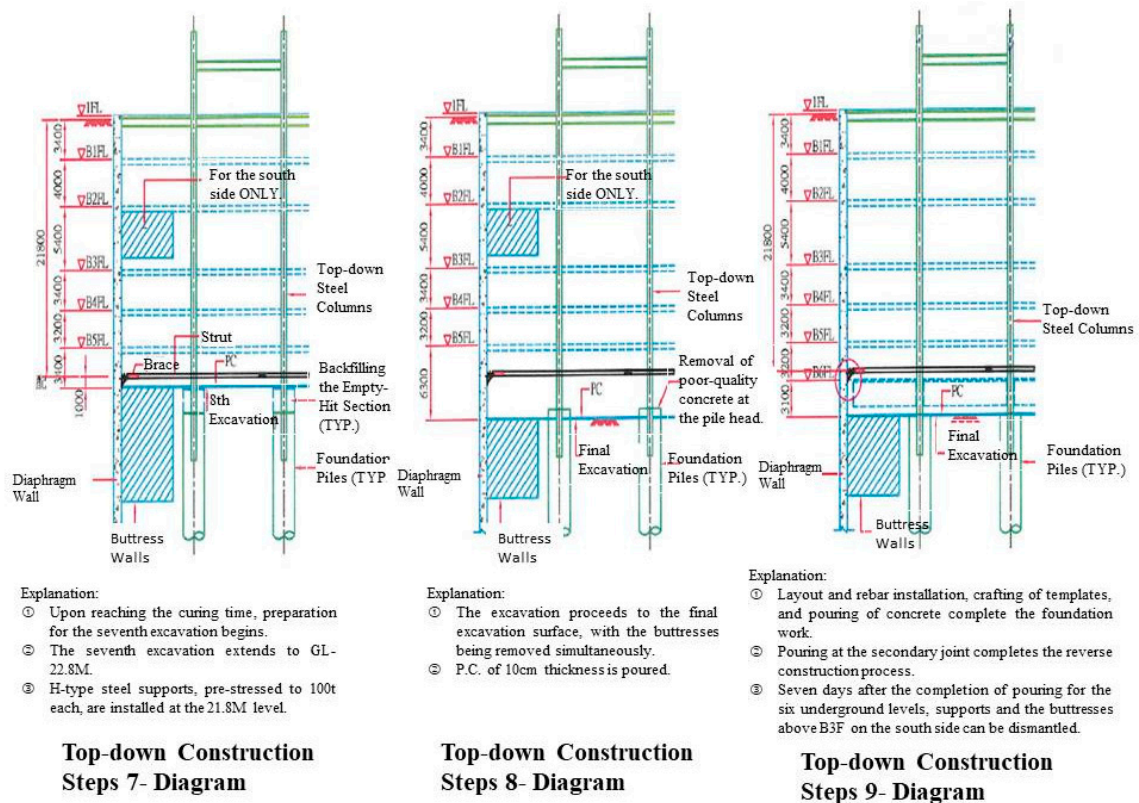 ▽1FL
3400
▽B1FL
4000
▽B2FL
5400
▽B3FL
3400
▽B4FL
3200
▽B5FL
3400
1000
21800
For the south
side ONLY.
Top-down
Steel
Columns
Strut
Brace
PC
8th
Excavation
Backfilling
the Empty-
Hit Section
(TYP.)
Foundation
Piles (TYP
Diaphragm
Wall
Buttress
Walls
Explanation:
① Upon reaching the curing time, preparation
for the seventh excavation begins.
② The seventh excavation extends to GL-
22.8M.
③ H-type steel supports, pre-stressed to 100t
each, are installed at the 21.8M level.
Top-down Construction
Steps 7- Diagram
▽1FL
3400
▽B1FL
4000
▽B2FL
5400
▽B3FL
3400
▽B4FL
3200
▽B5FL
6300
For the south
side ONLY.
Top-down
Steel
Columns
Removal of
poor-quality
concrete at
the pile head.
PC
Final
Excavation
Foundation
Piles (TYP.)
Diaphragm
Wall
Buttress
Walls
Explanation:
① The excavation proceeds to the final
excavation surface, with the buttresses
being removed simultaneously.
② P.C. of 10cm thickness is poured.
Top-down Construction
Steps 8- Diagram
▽1FL
3400
▽B1FL
4000
▽B2FL
5400
▽B3FL
3400
▽B4FL
3200
▽B5FL
3200
▽B6FL
3100
21800
Top-down
Steel Columns
PC
Final
Excavation
Foundation
Piles (TYP.)
Diaphragm
Wall
Buttress
Walls
Explanation:
① Layout and rebar installation, crafting of templates,
and pouring of concrete complete the foundation
work.
② Pouring at the secondary joint completes the reverse
construction process.
③ Seven days after the completion of pouring for the
six underground levels, supports and the buttresses
above B3F on the south side can be dismantled.
Top-down Construction
Steps 9- Diagram